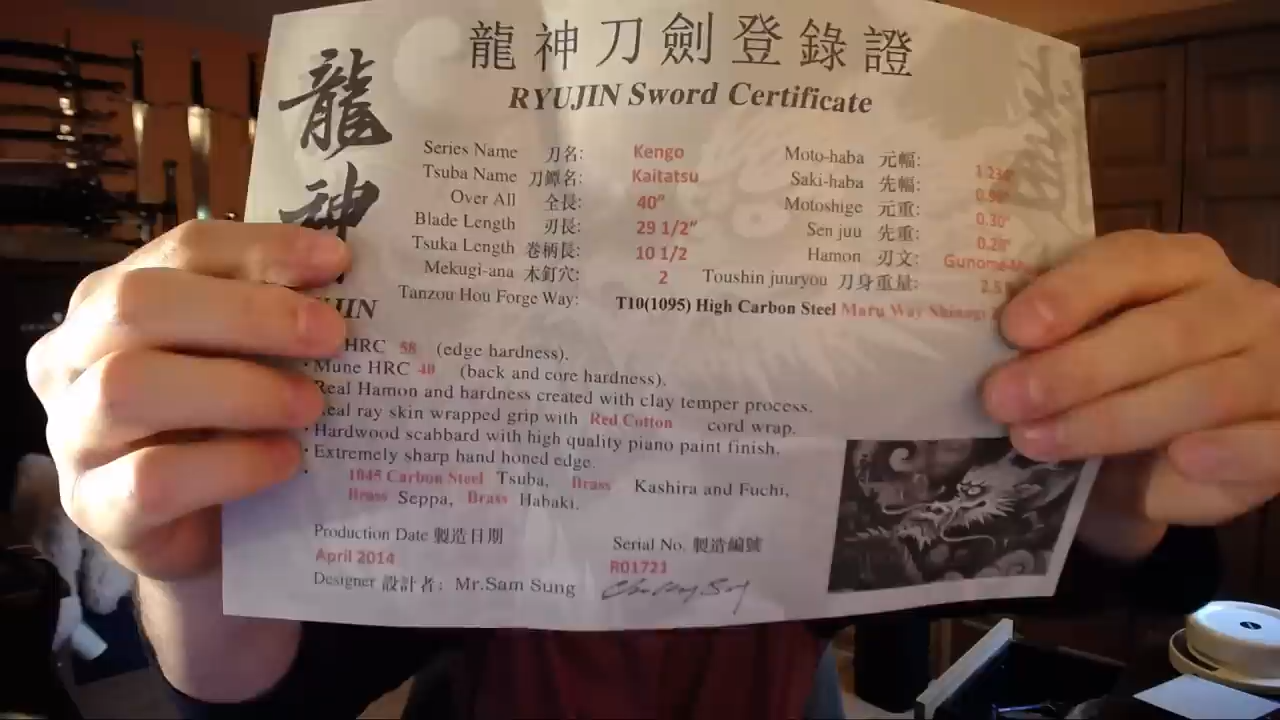 龍神刀劍登錄證
RYUJIN Sword Certificate
龍神
JIN
Series Name 刀名: Kengo
Tsuba Name 刀鐔名: Kaitatsu
Over All 全長: 40”
Blade Length 刃長: 29 1/2”
Tsuka Length 卷柄長: 10 1/2
Mekugi-ana 木釘穴: 2
Moto-haba 元幅:
Saki-haba 先幅:
Motoshige 元重: 0.30”
Sen juu 先重:
Hamon 刃文:
Toushin juuryou 刀身重量:
Tanzou Hou Forge Way: T10(1095) High Carbon Steel Maru Way Shinogi
HRC 58 (edge hardness).
· Mune HRC 40 (back and core hardness).
Real Hamon and hardness created with clay temper process.
eal ray skin wrapped grip with Red Cotton cord wrap.
· Hardwood scabbard with high quality piano paint finish.
· Extremely sharp hand honed edge.
· 1045 Carbon Steel Tsuba, Brass Kashira and Fuchi,
Brass Seppa, Brass Habaki.
Production Date 製造日期
April 2014
Serial No. 製造編號
R01721
Designer 設計者: Mr.Sam Sung